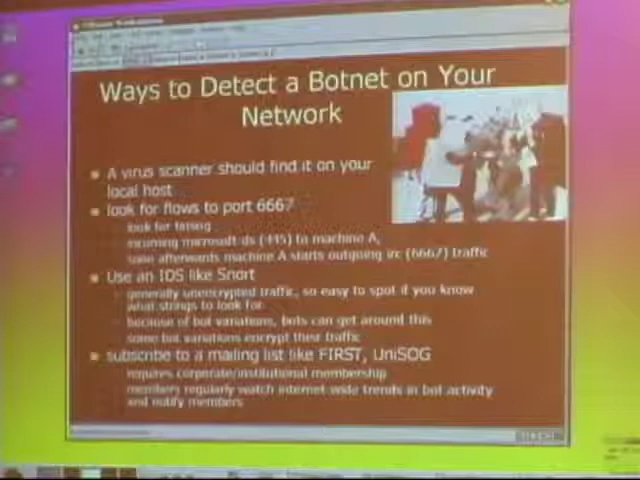 Ways to Detect a Botnet on Your
Network
A virus scanner should find it on your
local host
look for flows to port 6667
look for timing
incoming microsoft-ds (445) to machine A,
soon afterwards machine A starts outgoing irc (6667) traffic
Use an IDS like Snort
generally unencrypted traffic, so easy to spot if you know
what strings to look for
because of bot variations, bots can get around this
some bot variations encrypt their traffic
subscribe to a mailing list like FIRST, UniSOG
requires corporate/institutional membership
members regularly watch internet wide trends in bot activity
and notify members